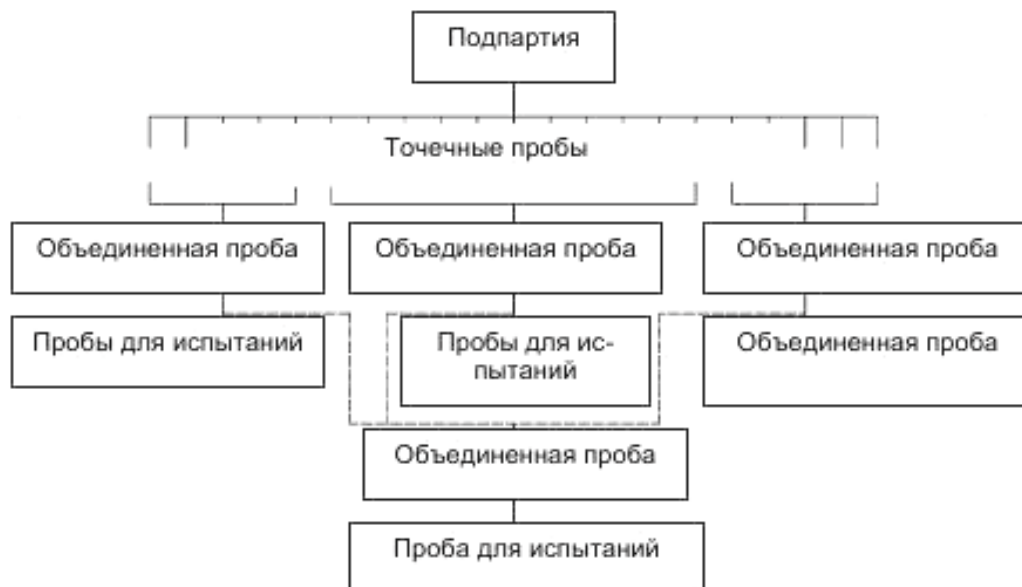 Подпартия
Точечные пробы
Объединенная проба
Объединенная проба
Объединенная проба
Пробы для испытаний
Пробы для ис-
пытаний
Объединенная проба
Объединенная проба
Проба для испытаний